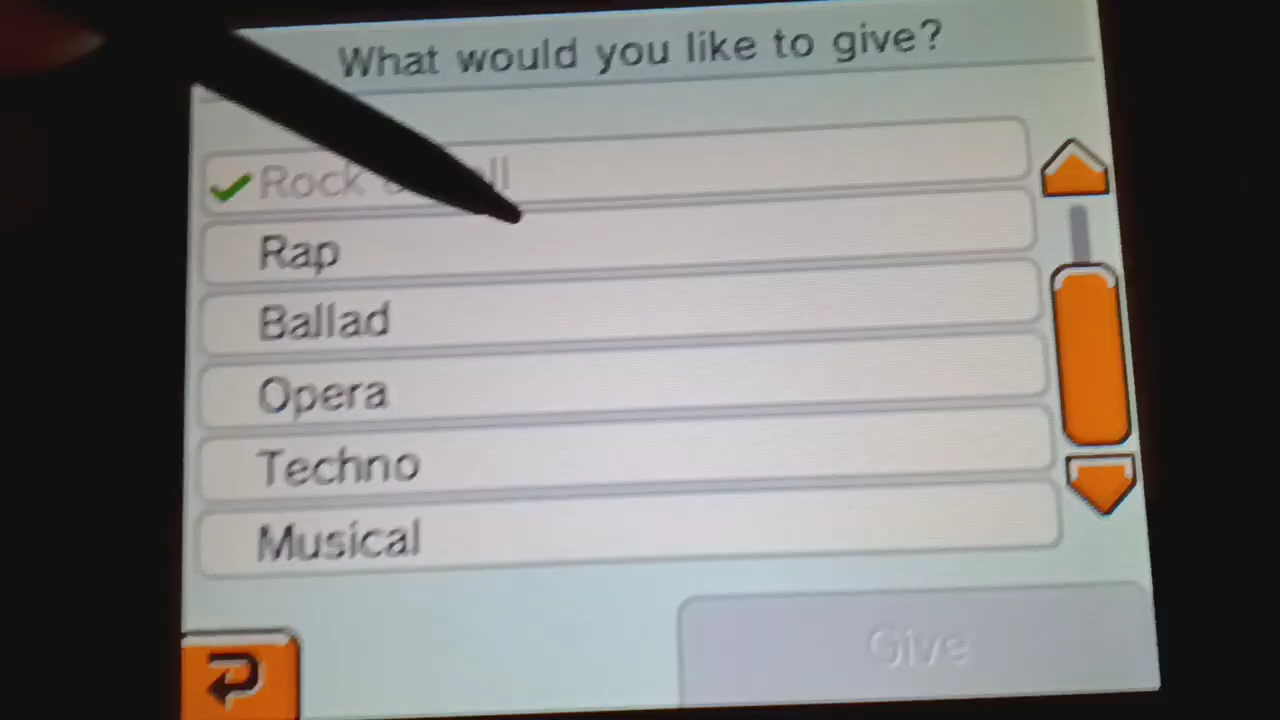 What would you like to give?
Rock
Rap
Ballad
Opera
Techno
Musical
Give